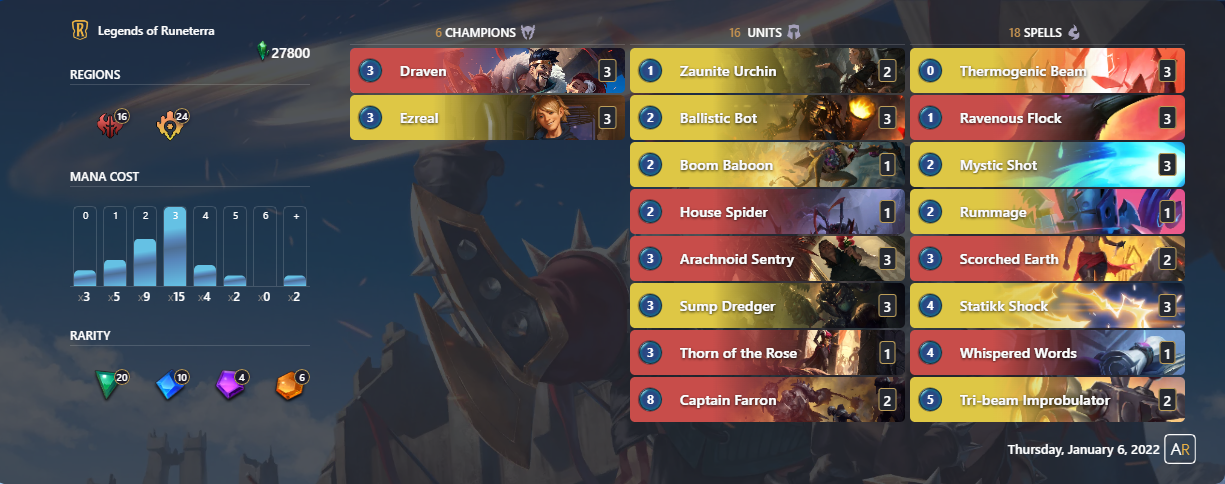 Legends of Runeterra
27800
REGIONS
16
24
MANA COST
0 1 2 3 4 5 6 +
x3 x5 x9 x15 x4 x2 x0 x2
RARITY
20 10 4 6
6 CHAMPIONS
3 Draven 3
3 Ezreal 3
16 UNITS
1 Zaunite Urchin 2
2 Ballistic Bot 3
2 Boom Baboon 1
2 House Spider 1
3 Arachnoid Sentry 3
3 Sump Dredger 3
3 Thorn of the Rose 1
8 Captain Farron 2
18 SPELLS
0 Thermogenic Beam 3
1 Ravenous Flock 3
2 Mystic Shot 3
2 Rummage 1
3 Scorched Earth 2
4 Statikk Shock 3
4 Whispered Words 1
5 Tri-beam Improbulator 2
Thursday, January 6, 2022 AR